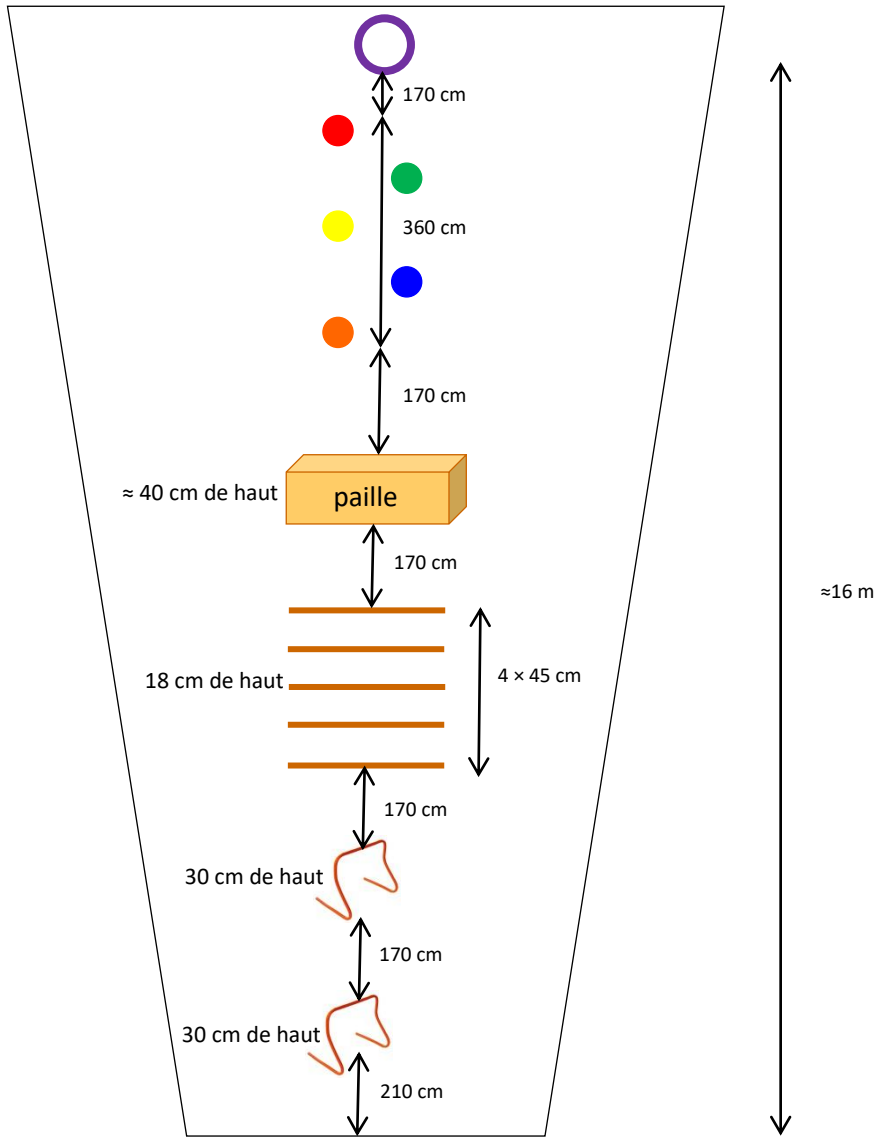 170 cm
360 cm
170 cm
≈ 40 cm de haut
paille
170 cm
≈16 m
18 cm de haut
4 × 45 cm
170 cm
30 cm de haut
170 cm
30 cm de haut
210 cm